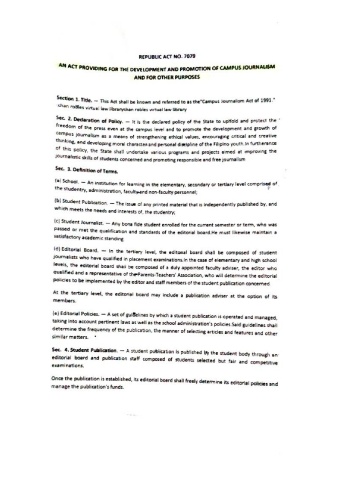 REPUBLIC ACT NO. 7079
AN ACT PROVIDING FOR THE DEVELOPMENT AND PROMOTION OF CAMPUS JOURNALISM
AND FOR OTHER PURPOSES
Section 1. Title. — This Act shall be known and referred to as the "Campus Journalism Act of 1991."
chan robles virtual law librarychan robles virtual law library
Sec. 2. Declaration of Policy. — It is the declared policy of the State to uphold and protect the
freedom of the press even at the campus level and to promote the development and growth of
campus journalism as a means of strengthening ethical values, encouraging critical and creative
thinking, and developing moral character and personal discipline of the Filipino youth. In furtherance
of this policy, the State shall undertake various programs and projects aimed at improving the
journalistic skills of students concerned and promoting responsible and free journalism
Sec. 3. Definition of Terms.
(a) School. — An institution for learning in the elementary, secondary or tertiary level comprised of
the studentry, administration, faculty and non-faculty personnel;
(b) Student Publication. — The issue of any printed material that is independently published by, and
which meets the needs and interests of, the studentry;
(c) Student Journalist. — Any bona fide student enrolled for the current semester or term, who was
passed or met the qualification and standards of the editorial board. He must likewise maintain a
satisfactory academic standing
(d) Editorial Board. — In the tertiary level, the editorial board shall be composed of student
journalists who have qualified in placement examinations. In the case of elementary and high school
levels, the editorial board shall be composed of a duly appointed faculty adviser, the editor who
qualified and a representative of the Parents-Teachers' Association, who will determine the editorial
policies to be implemented by the editor and staff members of the student publication concerned
At the tertiary level, the editorial board may include a publication adviser at the option of its
members.
(e) Editorial Policies. — A set of guidelines by which a student publication is operated and managed,
taking into account pertinent laws as well as the school administration's policies. Said guidelines shall
determine the frequency of the publication, the manner of selecting articles and features and other
similar matters.
Sec. 4. Student Publication. — A student publication is published by the student body through an
editorial board and publication staff composed of students selected but fair and competitive
examinations.
Once the publication is established, its editorial board shall freely determine its editorial policies and
manage the publication's funds.